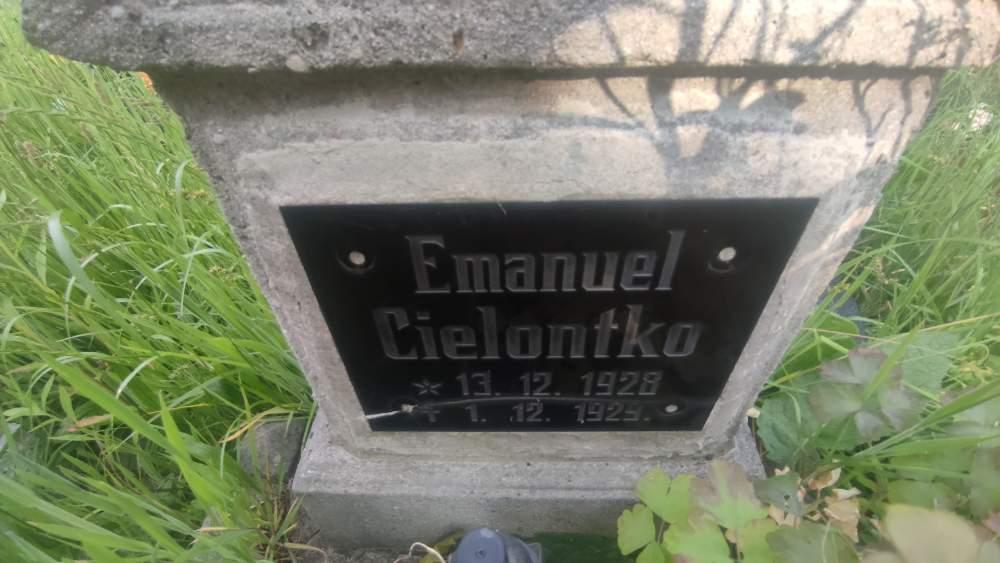 Emanuel
Cielontko
* 13. 12. 1928
† 1. 12. 1929.